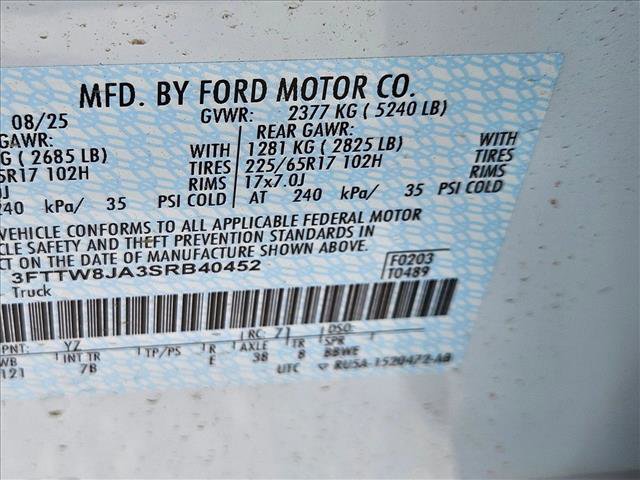 MFD. BY FORD MOTOR CO.
08/25 GVWR: 2377 KG ( 5240 LB)
GAWR: REAR GAWR:
G ( 2685 LB) WITH 1281 KG ( 2825 LB) WITH
5R17 102H TIRES 225/65R17 102H TIRES
0J RIMS 17x7.0J RIMS
240 kPa/ 35 PSI COLD AT 240 kPa/ 35 PSI COLD
VEHICLE CONFORMS TO ALL APPLICABLE FEDERAL MOTOR
CLE SAFETY AND THEFT PREVENTION STANDARDS IN
CT ON THE DATE OF MANUFACTURE SHOWN ABOVE.
3FTTW8JA3SRB40452 F0203
Truck T0489
PNT: YZ RC: 71 DSO:
WB INT TR TP/PS R AXLE TR SPR
121 7B E 38 8 BBWE
UTC RU5A-1520472-AB